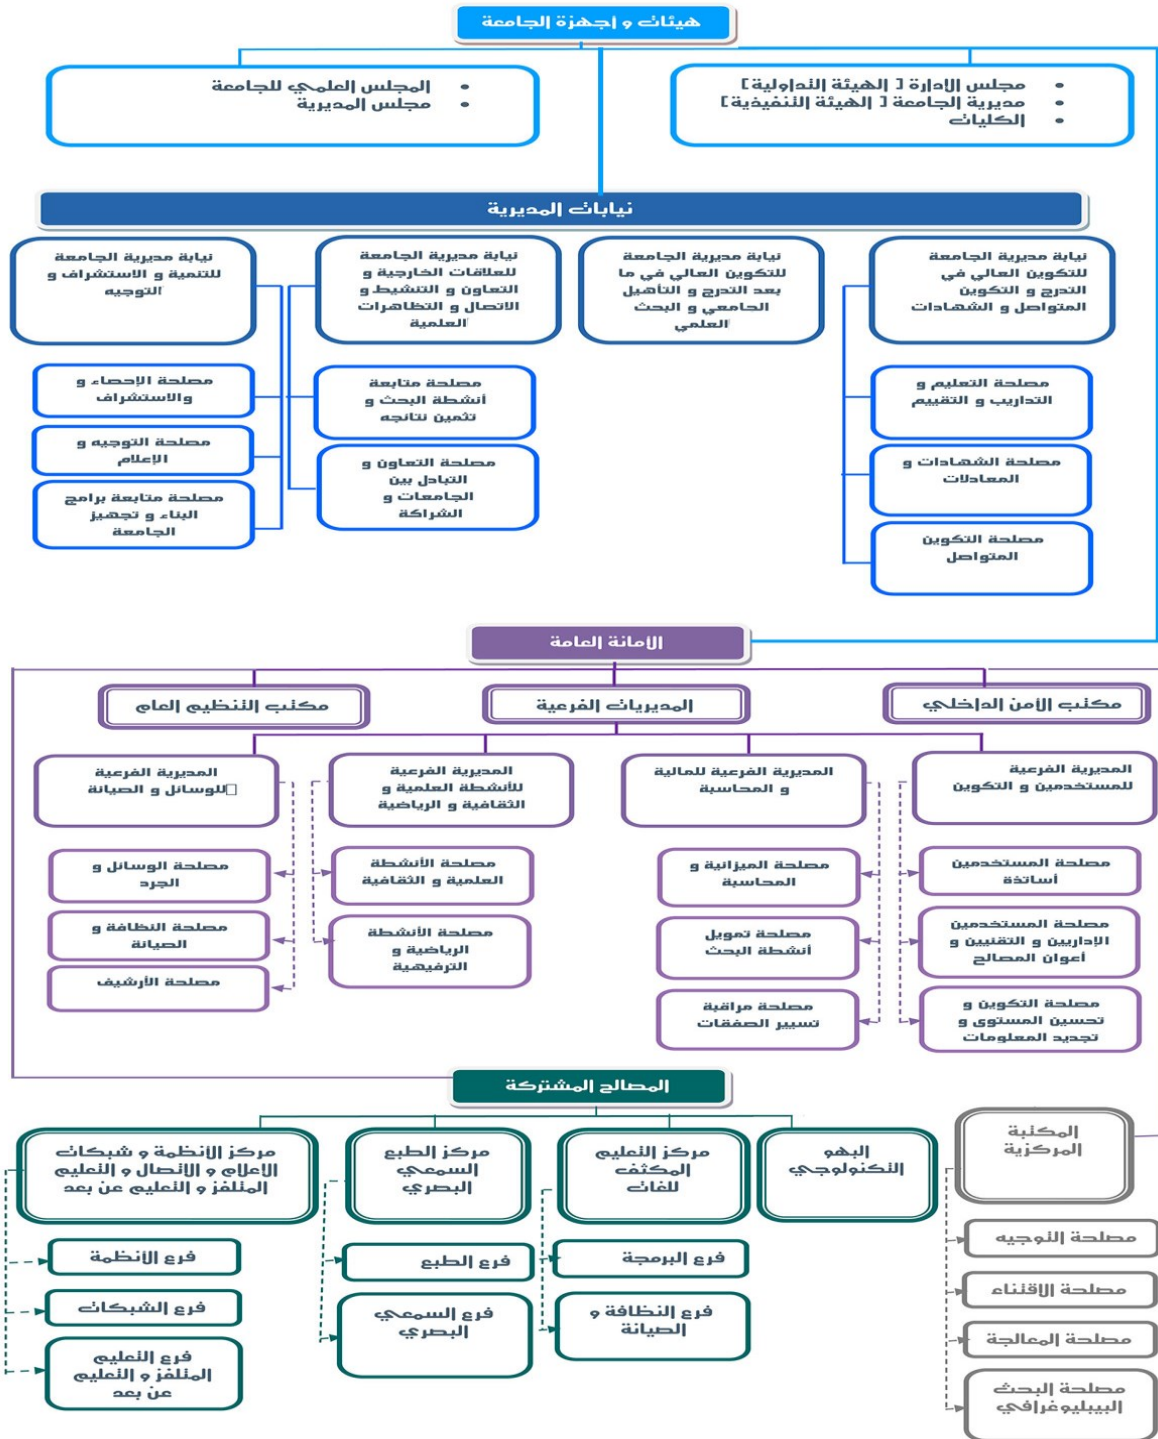 هيئات و أجهزة الجامعة
مجلس الإدارة [ الهيئة التداولية]
مديرية الجامعة [ الهيئة التنفيذية]
الكليات
المجلس العلمي للجامعة
مجلس المديرية
نيابات المديرية
نيابة مديرية الجامعة
للتكوين العالي في
التدرج و التكوين
المتواصل و الشهادات
نيابة مديرية الجامعة
للتكوين العالي في ما
بعد التدرج و التأهيل
الجامعي و البحث
العلمي
نيابة مديرية الجامعة
للعلاقات الخارجية و
التعاون و التنشيط و
الاتصال و التظاهرات
العلمية
نيابة مديرية الجامعة
للتنمية و الاستشراف و
التوجيه
مصلحة التعليم و
التداريب و التقييم
مصلحة الشهادات و
المعادلات
مصلحة التكوين
المتواصل
مصلحة متابعة
أنشطة البحث و
تثمين نتائجه
مصلحة التعاون و
التبادل بين
الجامعات و
الشراكة
مصلحة الإحصاء و
والاستشراف
مصلحة التوجيه و
الإعلام
مصلحة متابعة برامج
البناء و تجهيز
الجامعة
الأمانة العامة
مكتب الأمن الداخلي
المديريات الفرعية
مكتب التنظيم العام
المديرية الفرعية
للمستخدمين و التكوين
المديرية الفرعية للمالية
و المحاسبة
المديرية الفرعية
للأنشطة العلمية و
الثقافية و الرياضية
المديرية الفرعية
للوسائل و الصيانة
مصلحة المستخدمين
أساتذة
مصلحة المستخدمين
الإداريين و التقنيين و
أعوان المصالح
مصلحة التكوين و
تحسين المستوى و
تجديد المعلومات
مصلحة الميزانية و
المحاسبة
مصلحة تمويل
أنشطة البحث
مصلحة مراقبة
تسيير الصفقات
مصلحة الأنشطة
العلمية و الثقافية
مصلحة الأنشطة
الرياضية و
الترفيهية
مصلحة الوسائل و
الجرد
مصلحة النظافة و
الصيانة
مصلحة الأرشيف
المصالح المشتركة
المكتبة
المركزية
البهو
التكنولوجي
مركز التعليم
المكثف
للغات
مركز الطبع
السمعي
البصري
مركز الأنظمة و شبكات
الاعلام و الاتصال و التعليم
المتلفز و التعليم عن بعد
مصلحة التوجيه
مصلحة الاقتناء
مصلحة المعالجة
مصلحة البحث
البيبليوغرافي
فرع البرمجة
فرع النظافة و
الصيانة
فرع الطبع
فرع السمعي
البصري
فرع الأنظمة
فرع الشبكات
فرع التعليم
المتلفز و التعليم
عن بعد